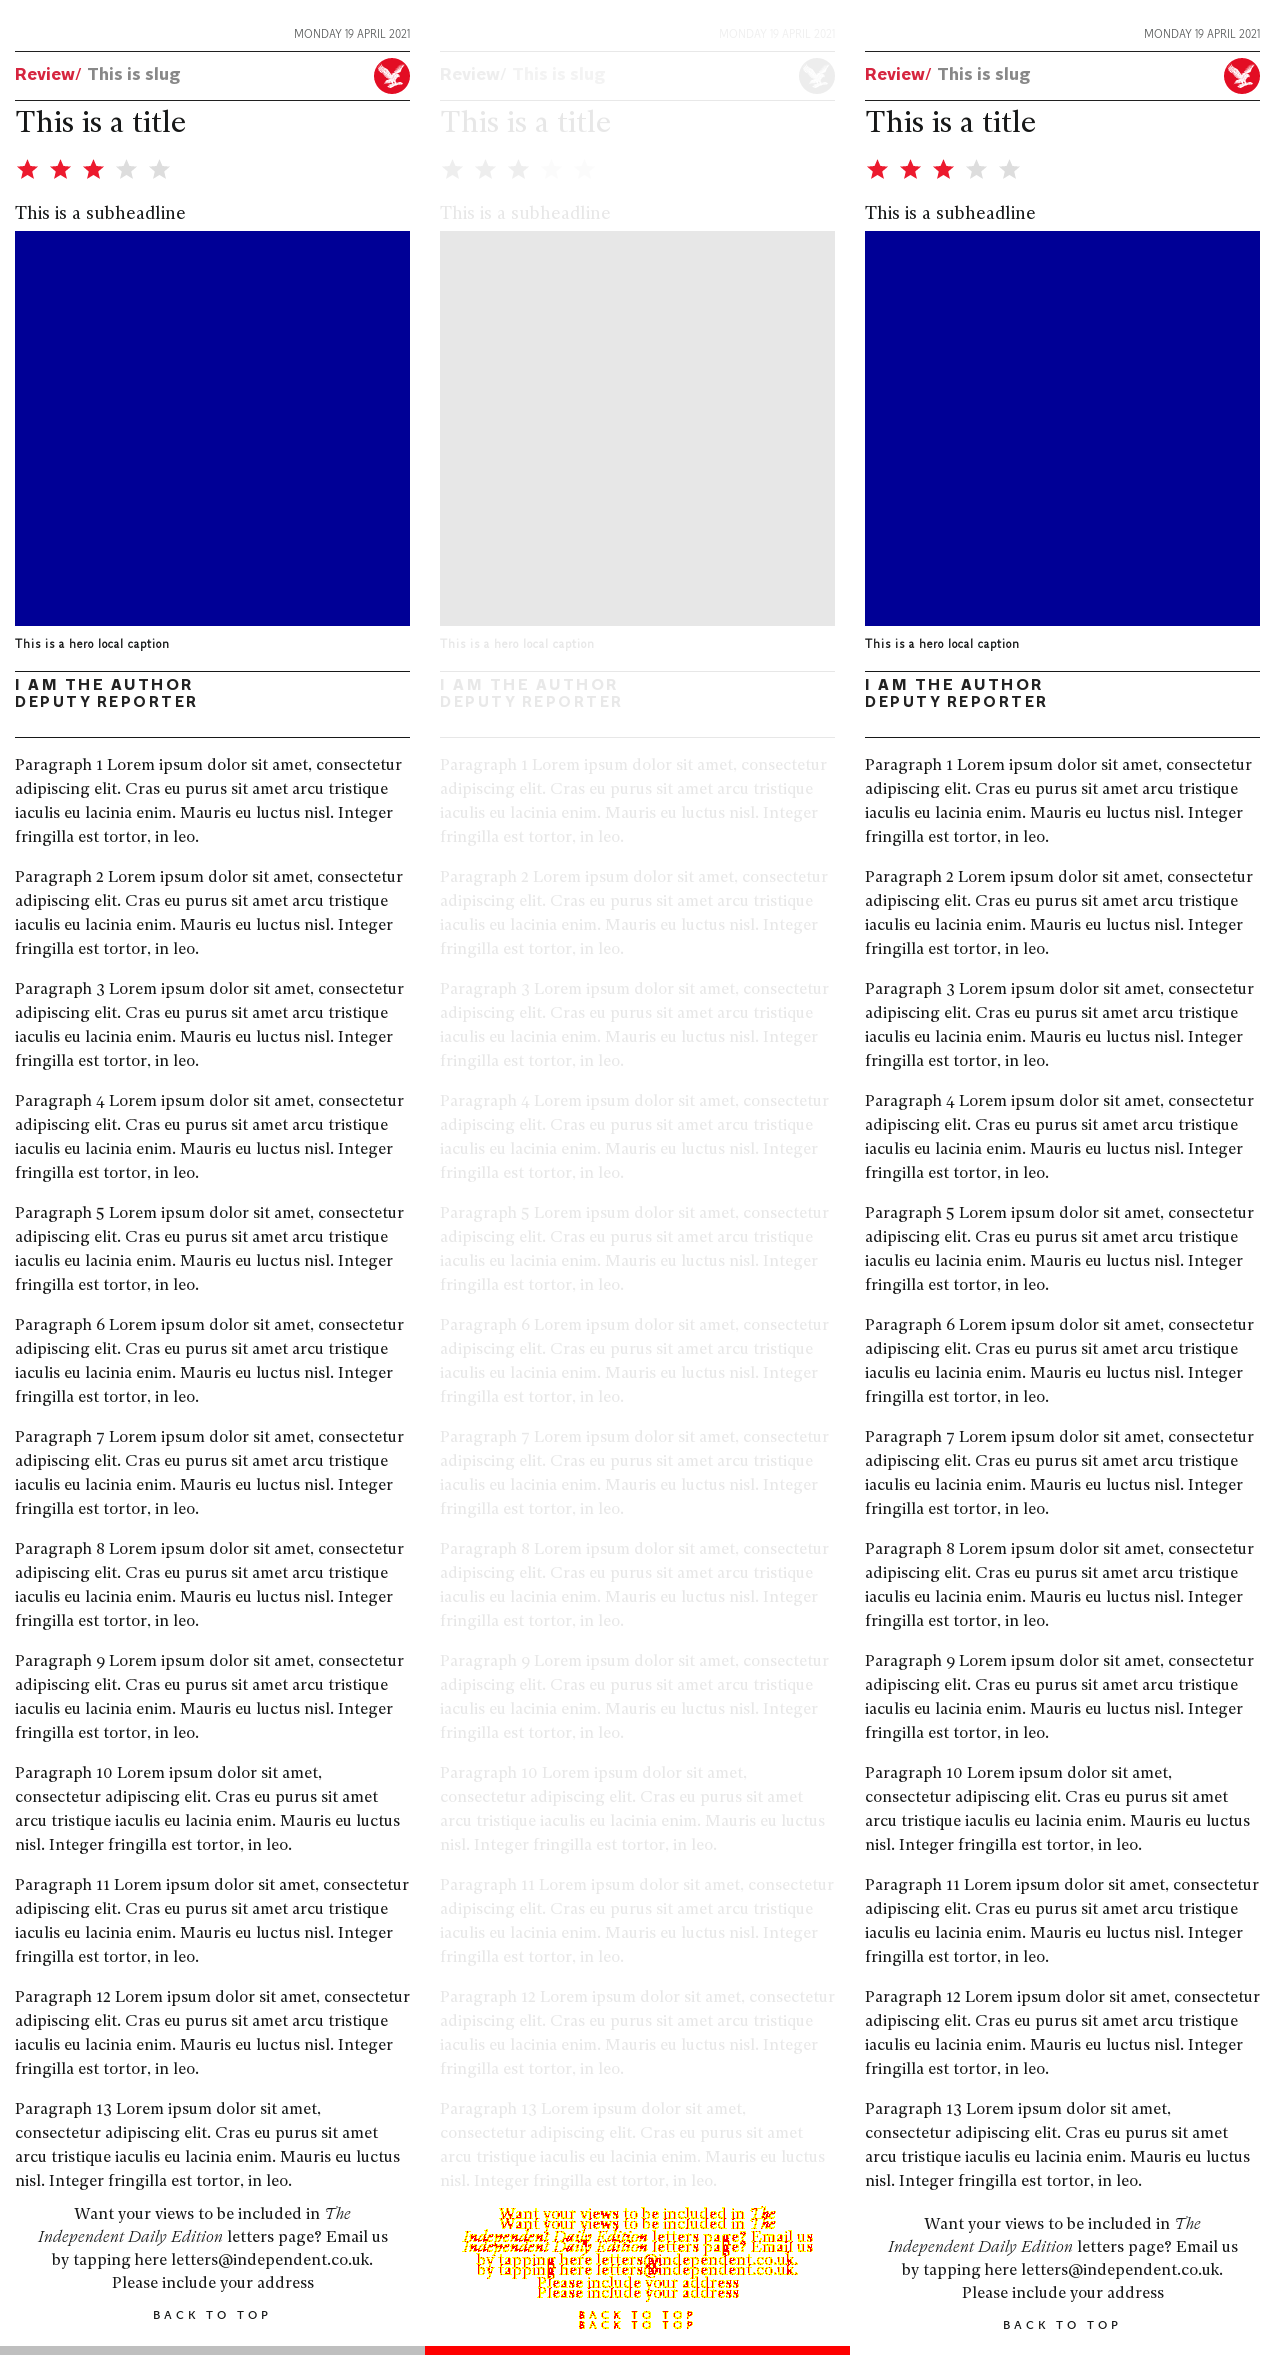 MONDAY 19 APRIL 2021
Review/ This is slug
This is a title
This is a subheadline
This is a hero local caption
I AM THE AUTHOR
DEPUTY REPORTER
Paragraph 1 Lorem ipsum dolor sit amet, consectetur
adipiscing elit. Cras eu purus sit amet arcu tristique
iaculis eu lacinia enim. Mauris eu luctus nisl. Integer
fringilla est tortor, in leo.
Paragraph 2 Lorem ipsum dolor sit amet, consectetur
adipiscing elit. Cras eu purus sit amet arcu tristique
iaculis eu lacinia enim. Mauris eu luctus nisl. Integer
fringilla est tortor, in leo.
Paragraph 3 Lorem ipsum dolor sit amet, consectetur
adipiscing elit. Cras eu purus sit amet arcu tristique
iaculis eu lacinia enim. Mauris eu luctus nisl. Integer
fringilla est tortor, in leo.
Paragraph 4 Lorem ipsum dolor sit amet, consectetur
adipiscing elit. Cras eu purus sit amet arcu tristique
iaculis eu lacinia enim. Mauris eu luctus nisl. Integer
fringilla est tortor, in leo.
Paragraph 5 Lorem ipsum dolor sit amet, consectetur
adipiscing elit. Cras eu purus sit amet arcu tristique
iaculis eu lacinia enim. Mauris eu luctus nisl. Integer
fringilla est tortor, in leo.
Paragraph 6 Lorem ipsum dolor sit amet, consectetur
adipiscing elit. Cras eu purus sit amet arcu tristique
iaculis eu lacinia enim. Mauris eu luctus nisl. Integer
fringilla est tortor, in leo.
Paragraph 7 Lorem ipsum dolor sit amet, consectetur
adipiscing elit. Cras eu purus sit amet arcu tristique
iaculis eu lacinia enim. Mauris eu luctus nisl. Integer
fringilla est tortor, in leo.
Paragraph 8 Lorem ipsum dolor sit amet, consectetur
adipiscing elit. Cras eu purus sit amet arcu tristique
iaculis eu lacinia enim. Mauris eu luctus nisl. Integer
fringilla est tortor, in leo.
Paragraph 9 Lorem ipsum dolor sit amet, consectetur
adipiscing elit. Cras eu purus sit amet arcu tristique
iaculis eu lacinia enim. Mauris eu luctus nisl. Integer
fringilla est tortor, in leo.
Paragraph 10 Lorem ipsum dolor sit amet,
consectetur adipiscing elit. Cras eu purus sit amet
arcu tristique iaculis eu lacinia enim. Mauris eu luctus
nisl. Integer fringilla est tortor, in leo.
Paragraph 11 Lorem ipsum dolor sit amet, consectetur
adipiscing elit. Cras eu purus sit amet arcu tristique
iaculis eu lacinia enim. Mauris eu luctus nisl. Integer
fringilla est tortor, in leo.
Paragraph 12 Lorem ipsum dolor sit amet, consectetur
adipiscing elit. Cras eu purus sit amet arcu tristique
iaculis eu lacinia enim. Mauris eu luctus nisl. Integer
fringilla est tortor, in leo.
Paragraph 13 Lorem ipsum dolor sit amet,
consectetur adipiscing elit. Cras eu purus sit amet
arcu tristique iaculis eu lacinia enim. Mauris eu luctus
nisl. Integer fringilla est tortor, in leo.
Want your views to be included in The
Independent Daily Edition letters page? Email us
by tapping here letters@independent.co.uk.
Please include your address
BACK TO TOP
MONDAY 19 APRIL 2021
Review/ This is slug
This is a title
This is a subheadline
This is a hero local caption
I AM THE AUTHOR
DEPUTY REPORTER
Paragraph 1 Lorem ipsum dolor sit amet, consectetur
adipiscing elit. Cras eu purus sit amet arcu tristique
iaculis eu lacinia enim. Mauris eu luctus nisl. Integer
fringilla est tortor, in leo.
Paragraph 2 Lorem ipsum dolor sit amet, consectetur
adipiscing elit. Cras eu purus sit amet arcu tristique
iaculis eu lacinia enim. Mauris eu luctus nisl. Integer
fringilla est tortor, in leo.
Paragraph 3 Lorem ipsum dolor sit amet, consectetur
adipiscing elit. Cras eu purus sit amet arcu tristique
iaculis eu lacinia enim. Mauris eu luctus nisl. Integer
fringilla est tortor, in leo.
Paragraph 4 Lorem ipsum dolor sit amet, consectetur
adipiscing elit. Cras eu purus sit amet arcu tristique
iaculis eu lacinia enim. Mauris eu luctus nisl. Integer
fringilla est tortor, in leo.
Paragraph 5 Lorem ipsum dolor sit amet, consectetur
adipiscing elit. Cras eu purus sit amet arcu tristique
iaculis eu lacinia enim. Mauris eu luctus nisl. Integer
fringilla est tortor, in leo.
Paragraph 6 Lorem ipsum dolor sit amet, consectetur
adipiscing elit. Cras eu purus sit amet arcu tristique
iaculis eu lacinia enim. Mauris eu luctus nisl. Integer
fringilla est tortor, in leo.
Paragraph 7 Lorem ipsum dolor sit amet, consectetur
adipiscing elit. Cras eu purus sit amet arcu tristique
iaculis eu lacinia enim. Mauris eu luctus nisl. Integer
fringilla est tortor, in leo.
Paragraph 8 Lorem ipsum dolor sit amet, consectetur
adipiscing elit. Cras eu purus sit amet arcu tristique
iaculis eu lacinia enim. Mauris eu luctus nisl. Integer
fringilla est tortor, in leo.
Paragraph 9 Lorem ipsum dolor sit amet, consectetur
adipiscing elit. Cras eu purus sit amet arcu tristique
iaculis eu lacinia enim. Mauris eu luctus nisl. Integer
fringilla est tortor, in leo.
Paragraph 10 Lorem ipsum dolor sit amet,
consectetur adipiscing elit. Cras eu purus sit amet
arcu tristique iaculis eu lacinia enim. Mauris eu luctus
nisl. Integer fringilla est tortor, in leo.
Paragraph 11 Lorem ipsum dolor sit amet, consectetur
adipiscing elit. Cras eu purus sit amet arcu tristique
iaculis eu lacinia enim. Mauris eu luctus nisl. Integer
fringilla est tortor, in leo.
Paragraph 12 Lorem ipsum dolor sit amet, consectetur
adipiscing elit. Cras eu purus sit amet arcu tristique
iaculis eu lacinia enim. Mauris eu luctus nisl. Integer
fringilla est tortor, in leo.
Paragraph 13 Lorem ipsum dolor sit amet,
consectetur adipiscing elit. Cras eu purus sit amet
arcu tristique iaculis eu lacinia enim. Mauris eu luctus
nisl. Integer fringilla est tortor, in leo.
Want your views to be included in The
Want your views to be included in The
Independent Daily Edition letters page? Email us
Independent Daily Edition letters page? Email us
by tapping here letters@independent.co.uk.
by tapping here letters@independent.co.uk.
Please include your address
Please include your address
BACK TO TOP
BACK TO TOP
MONDAY 19 APRIL 2021
Review/ This is slug
This is a title
This is a subheadline
This is a hero local caption
I AM THE AUTHOR
DEPUTY REPORTER
Paragraph 1 Lorem ipsum dolor sit amet, consectetur
adipiscing elit. Cras eu purus sit amet arcu tristique
iaculis eu lacinia enim. Mauris eu luctus nisl. Integer
fringilla est tortor, in leo.
Paragraph 2 Lorem ipsum dolor sit amet, consectetur
adipiscing elit. Cras eu purus sit amet arcu tristique
iaculis eu lacinia enim. Mauris eu luctus nisl. Integer
fringilla est tortor, in leo.
Paragraph 3 Lorem ipsum dolor sit amet, consectetur
adipiscing elit. Cras eu purus sit amet arcu tristique
iaculis eu lacinia enim. Mauris eu luctus nisl. Integer
fringilla est tortor, in leo.
Paragraph 4 Lorem ipsum dolor sit amet, consectetur
adipiscing elit. Cras eu purus sit amet arcu tristique
iaculis eu lacinia enim. Mauris eu luctus nisl. Integer
fringilla est tortor, in leo.
Paragraph 5 Lorem ipsum dolor sit amet, consectetur
adipiscing elit. Cras eu purus sit amet arcu tristique
iaculis eu lacinia enim. Mauris eu luctus nisl. Integer
fringilla est tortor, in leo.
Paragraph 6 Lorem ipsum dolor sit amet, consectetur
adipiscing elit. Cras eu purus sit amet arcu tristique
iaculis eu lacinia enim. Mauris eu luctus nisl. Integer
fringilla est tortor, in leo.
Paragraph 7 Lorem ipsum dolor sit amet, consectetur
adipiscing elit. Cras eu purus sit amet arcu tristique
iaculis eu lacinia enim. Mauris eu luctus nisl. Integer
fringilla est tortor, in leo.
Paragraph 8 Lorem ipsum dolor sit amet, consectetur
adipiscing elit. Cras eu purus sit amet arcu tristique
iaculis eu lacinia enim. Mauris eu luctus nisl. Integer
fringilla est tortor, in leo.
Paragraph 9 Lorem ipsum dolor sit amet, consectetur
adipiscing elit. Cras eu purus sit amet arcu tristique
iaculis eu lacinia enim. Mauris eu luctus nisl. Integer
fringilla est tortor, in leo.
Paragraph 10 Lorem ipsum dolor sit amet,
consectetur adipiscing elit. Cras eu purus sit amet
arcu tristique iaculis eu lacinia enim. Mauris eu luctus
nisl. Integer fringilla est tortor, in leo.
Paragraph 11 Lorem ipsum dolor sit amet, consectetur
adipiscing elit. Cras eu purus sit amet arcu tristique
iaculis eu lacinia enim. Mauris eu luctus nisl. Integer
fringilla est tortor, in leo.
Paragraph 12 Lorem ipsum dolor sit amet, consectetur
adipiscing elit. Cras eu purus sit amet arcu tristique
iaculis eu lacinia enim. Mauris eu luctus nisl. Integer
fringilla est tortor, in leo.
Paragraph 13 Lorem ipsum dolor sit amet,
consectetur adipiscing elit. Cras eu purus sit amet
arcu tristique iaculis eu lacinia enim. Mauris eu luctus
nisl. Integer fringilla est tortor, in leo.
Want your views to be included in The
Independent Daily Edition letters page? Email us
by tapping here letters@independent.co.uk.
Please include your address
BACK TO TOP